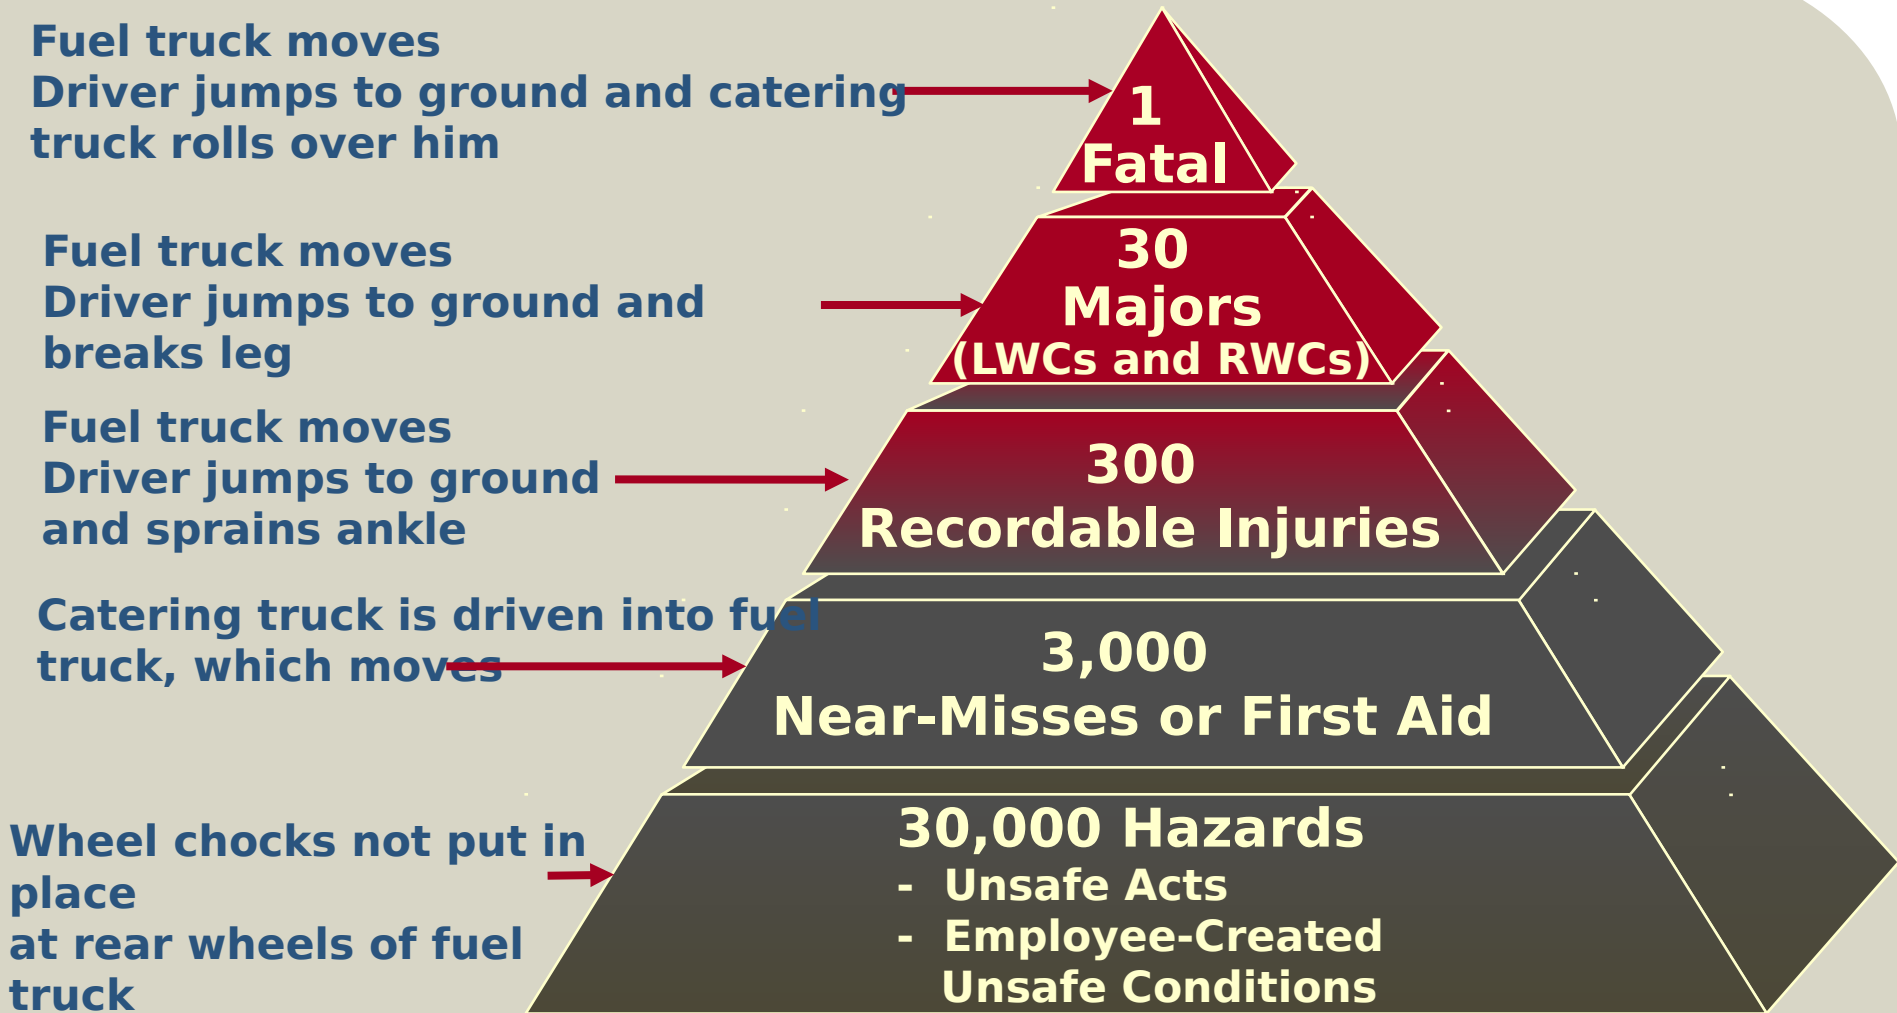 Fuel truck moves
Driver jumps to ground and catering
truck rolls over him
1
Fatal
Fuel truck moves
Driver jumps to ground and
breaks leg
30
Majors
(LWCs and RWCs)
Fuel truck moves
Driver jumps to ground
and sprains ankle
300
Recordable Injuries
Catering truck is driven into fuel
truck, which moves
3,000
Near-Misses or First Aid
Wheel chocks not put in
place
at rear wheels of fuel
truck
30,000 Hazards
- Unsafe Acts
- Employee-Created
Unsafe Conditions